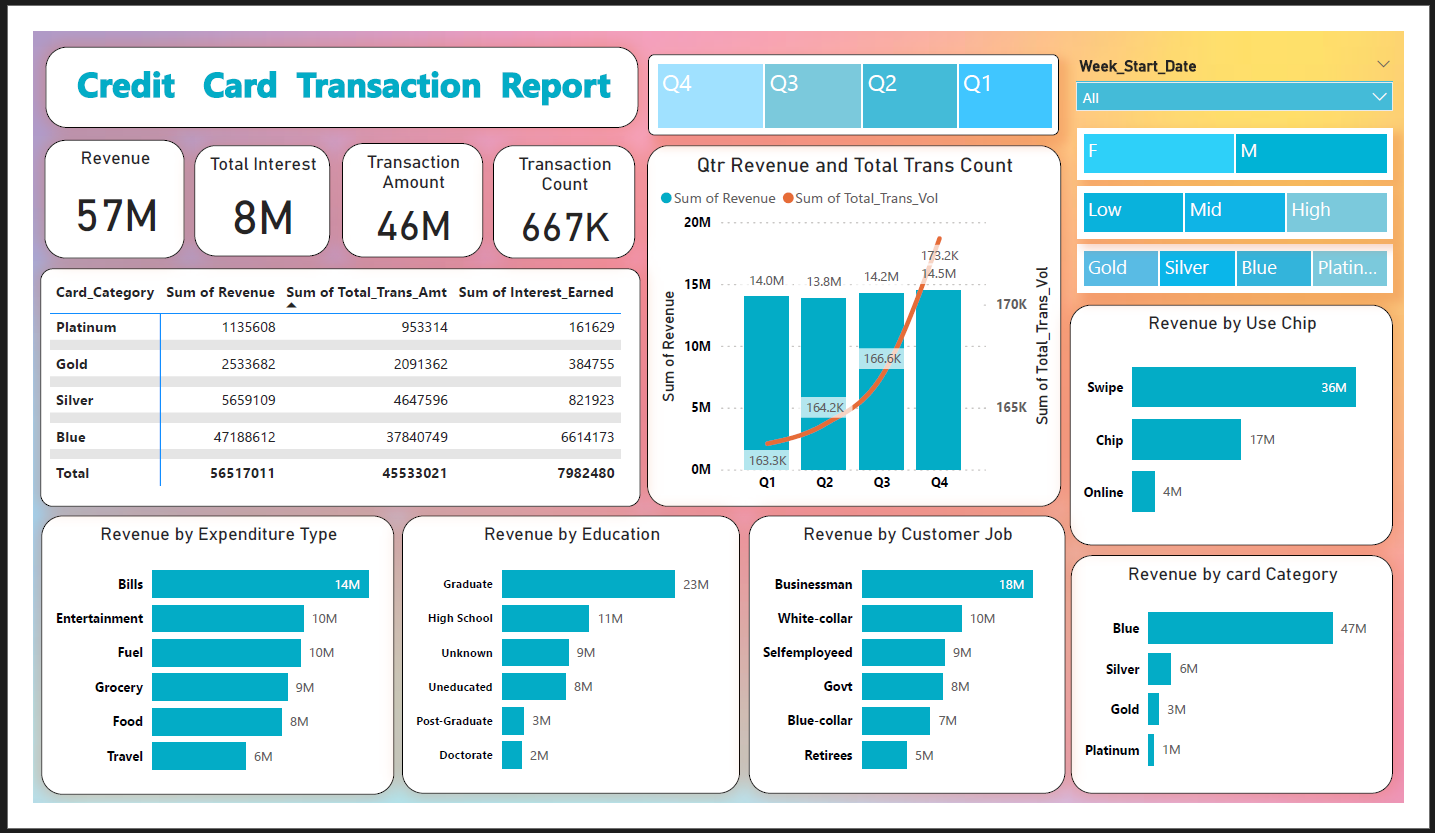 Credit Card Transaction Report
Q4 Q3 Q2 Q1
Week_Start_Date
All
F M
Low Mid High
Gold Silver Blue Platin...
Revenue
57M
Total Interest
8M
Transaction
Amount
46M
Transaction
Count
667K
Card_Category Sum of Revenue Sum of Total_Trans_Amt Sum of Interest_Earned
Platinum 1135608 953314 161629
Gold 2533682 2091362 384755
Silver 5659109 4647596 821923
Blue 47188612 37840749 6614173
Total 56517011 45533021 7982480
Qtr Revenue and Total Trans Count
Sum of Revenue Sum of Total_Trans_Vol
Sum of Revenue
20M
15M
10M
5M
0M
14.0M 13.8M 14.2M 14.5M
163.3K 164.2K 166.6K 173.2K
Q1 Q2 Q3 Q4
170K
165K
Sum of Total_Trans_Vol
Revenue by Use Chip
Swipe 36M
Chip 17M
Online 4M
Revenue by Expenditure Type
Bills 14M
Entertainment 10M
Fuel 10M
Grocery 9M
Food 8M
Travel 6M
Revenue by Education
Graduate 23M
High School 11M
Unknown 9M
Uneducated 8M
Post-Graduate 3M
Doctorate 2M
Revenue by Customer Job
Businessman 18M
White-collar 10M
Selfemployeed 9M
Govt 8M
Blue-collar 7M
Retirees 5M
Revenue by card Category
Blue 47M
Silver 6M
Gold 3M
Platinum 1M